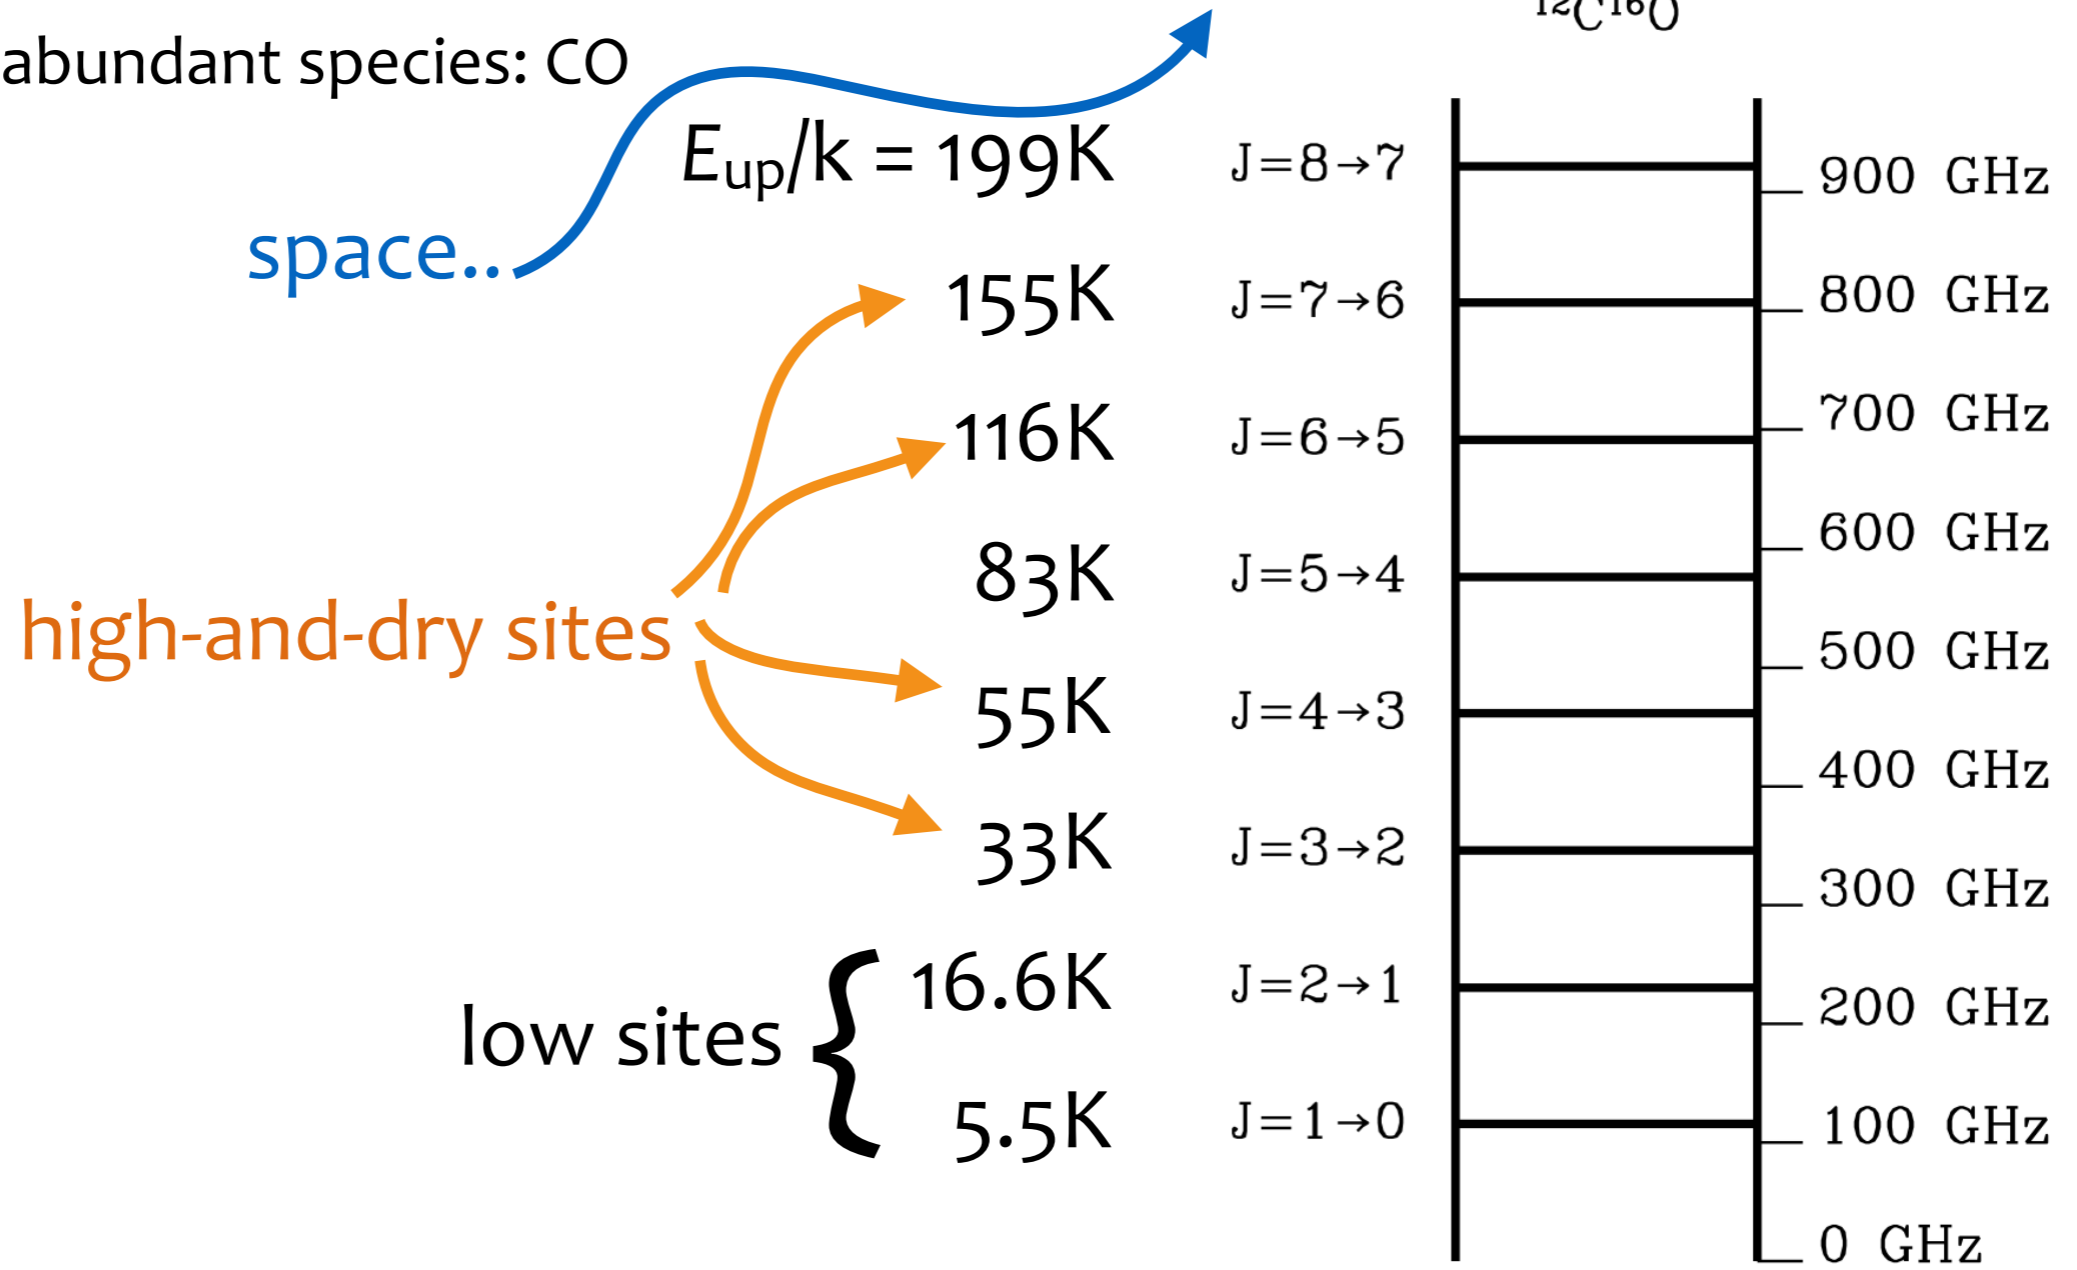 ¹²C¹⁶O
abundant species: CO
E_up/k = 199K J=8→7 900 GHz
space..
155K J=7→6 800 GHz
116K J=6→5 700 GHz
83K J=5→4 600 GHz
high-and-dry sites
55K J=4→3 500 GHz
400 GHz
33K J=3→2 300 GHz
16.6K J=2→1 200 GHz
low sites
5.5K J=1→0 100 GHz
0 GHz